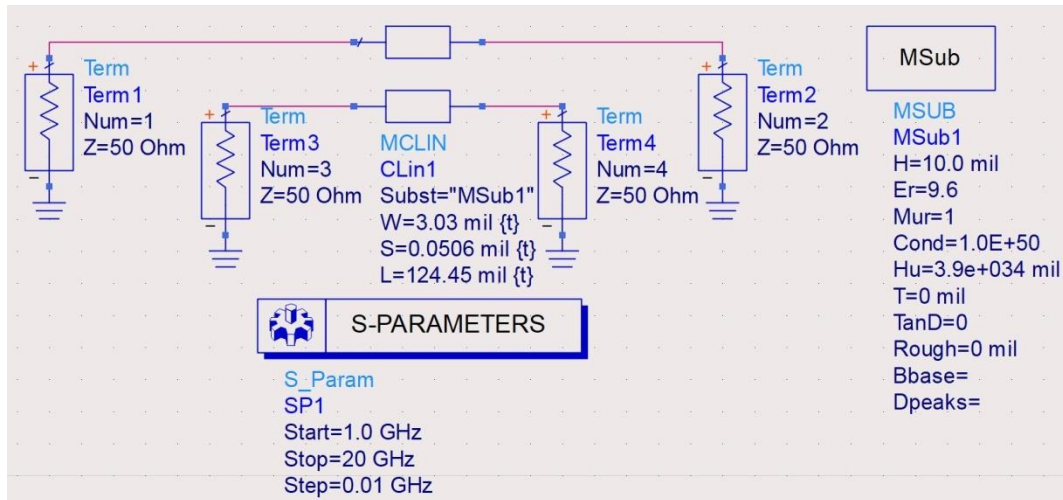 +
Term
Term1
Num=1
Z=50 Ohm
-
+
Term
Term3
Num=3
Z=50 Ohm
-
MCLIN
CLin1
Subst="MSub1"
W=3.03 mil {t}
S=0.0506 mil {t}
L=124.45 mil {t}
+
Term
Term4
Num=4
Z=50 Ohm
-
+
Term
Term2
Num=2
Z=50 Ohm
-
MSub
MSUB
MSub1
H=10.0 mil
Er=9.6
Mur=1
Cond=1.0E+50
Hu=3.9e+034 mil
T=0 mil
TanD=0
Rough=0 mil
Bbase=
Dpeaks=
S-PARAMETERS
S_Param
SP1
Start=1.0 GHz
Stop=20 GHz
Step=0.01 GHz